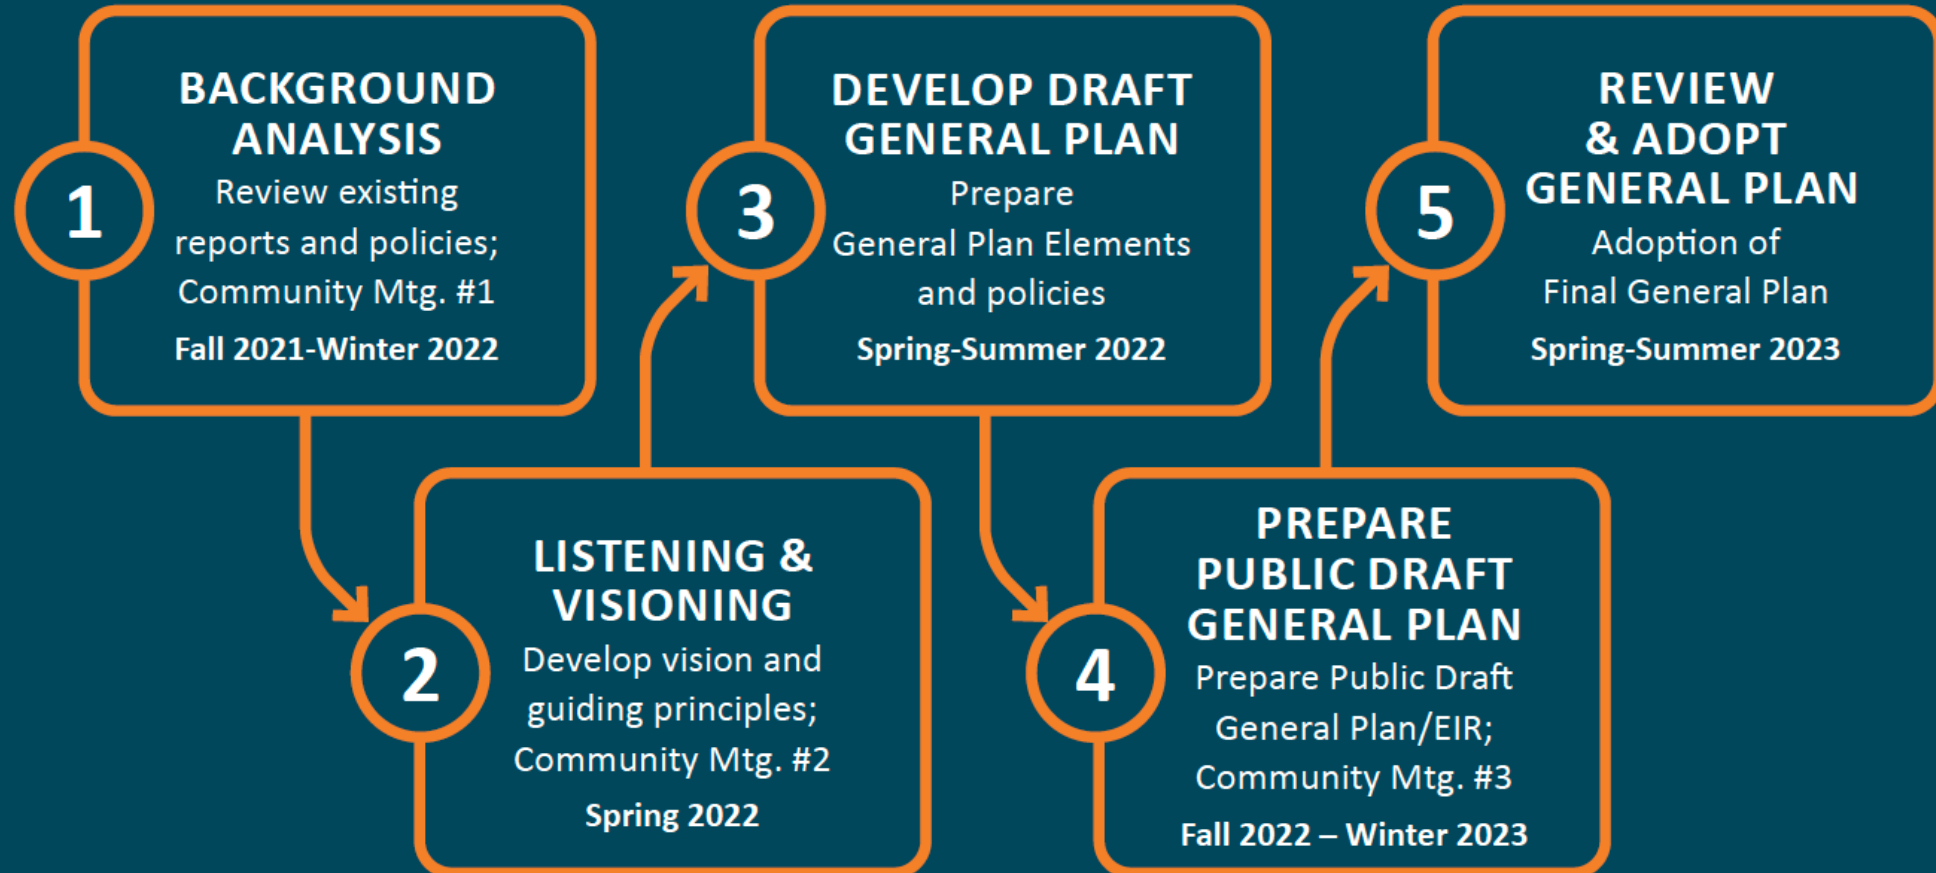 1
BACKGROUND
ANALYSIS
Review existing
reports and policies;
Community Mtg. #1
Fall 2021-Winter 2022
2
LISTENING &
VISIONING
Develop vision and
guiding principles;
Community Mtg. #2
Spring 2022
3
DEVELOP DRAFT
GENERAL PLAN
Prepare
General Plan Elements
and policies
Spring-Summer 2022
4
PREPARE
PUBLIC DRAFT
GENERAL PLAN
Prepare Public Draft
General Plan/EIR;
Community Mtg. #3
Fall 2022 – Winter 2023
5
REVIEW
& ADOPT
GENERAL PLAN
Adoption of
Final General Plan
Spring-Summer 2023